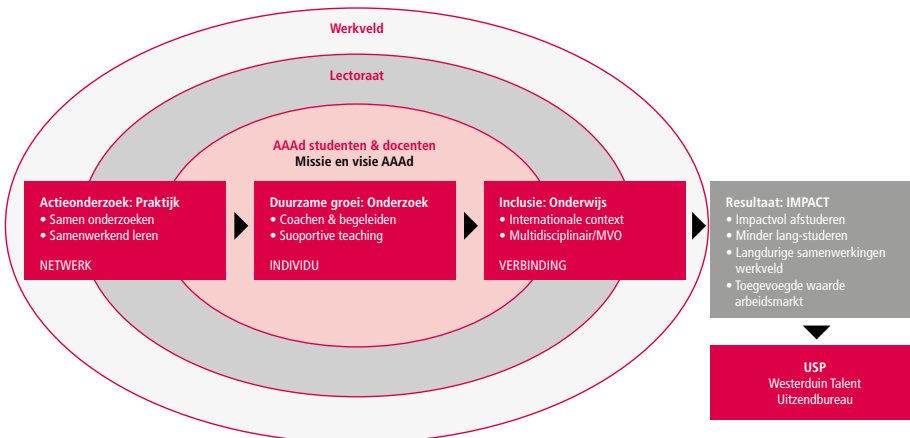 Werkveld
Lectoraat
AAAd studenten & docenten
Missie en visie AAAd
Actieonderzoek: Praktijk
• Samen onderzoeken
• Samenwerkend leren
NETWERK
Duurzame groei: Onderzoek
• Coachen & begeleiden
• Suoportive teaching
INDIVIDU
Inclusie: Onderwijs
• Internationale context
• Multidisciplinair/MVO
VERBINDING
Resultaat: IMPACT
• Impactvol afstuderen
• Minder lang-studeren
• Langdurige samenwerkingen
werkveld
• Toegevoegde waarde
arbeidsmarkt
USP
Westerduin Talent
Uitzendbureau